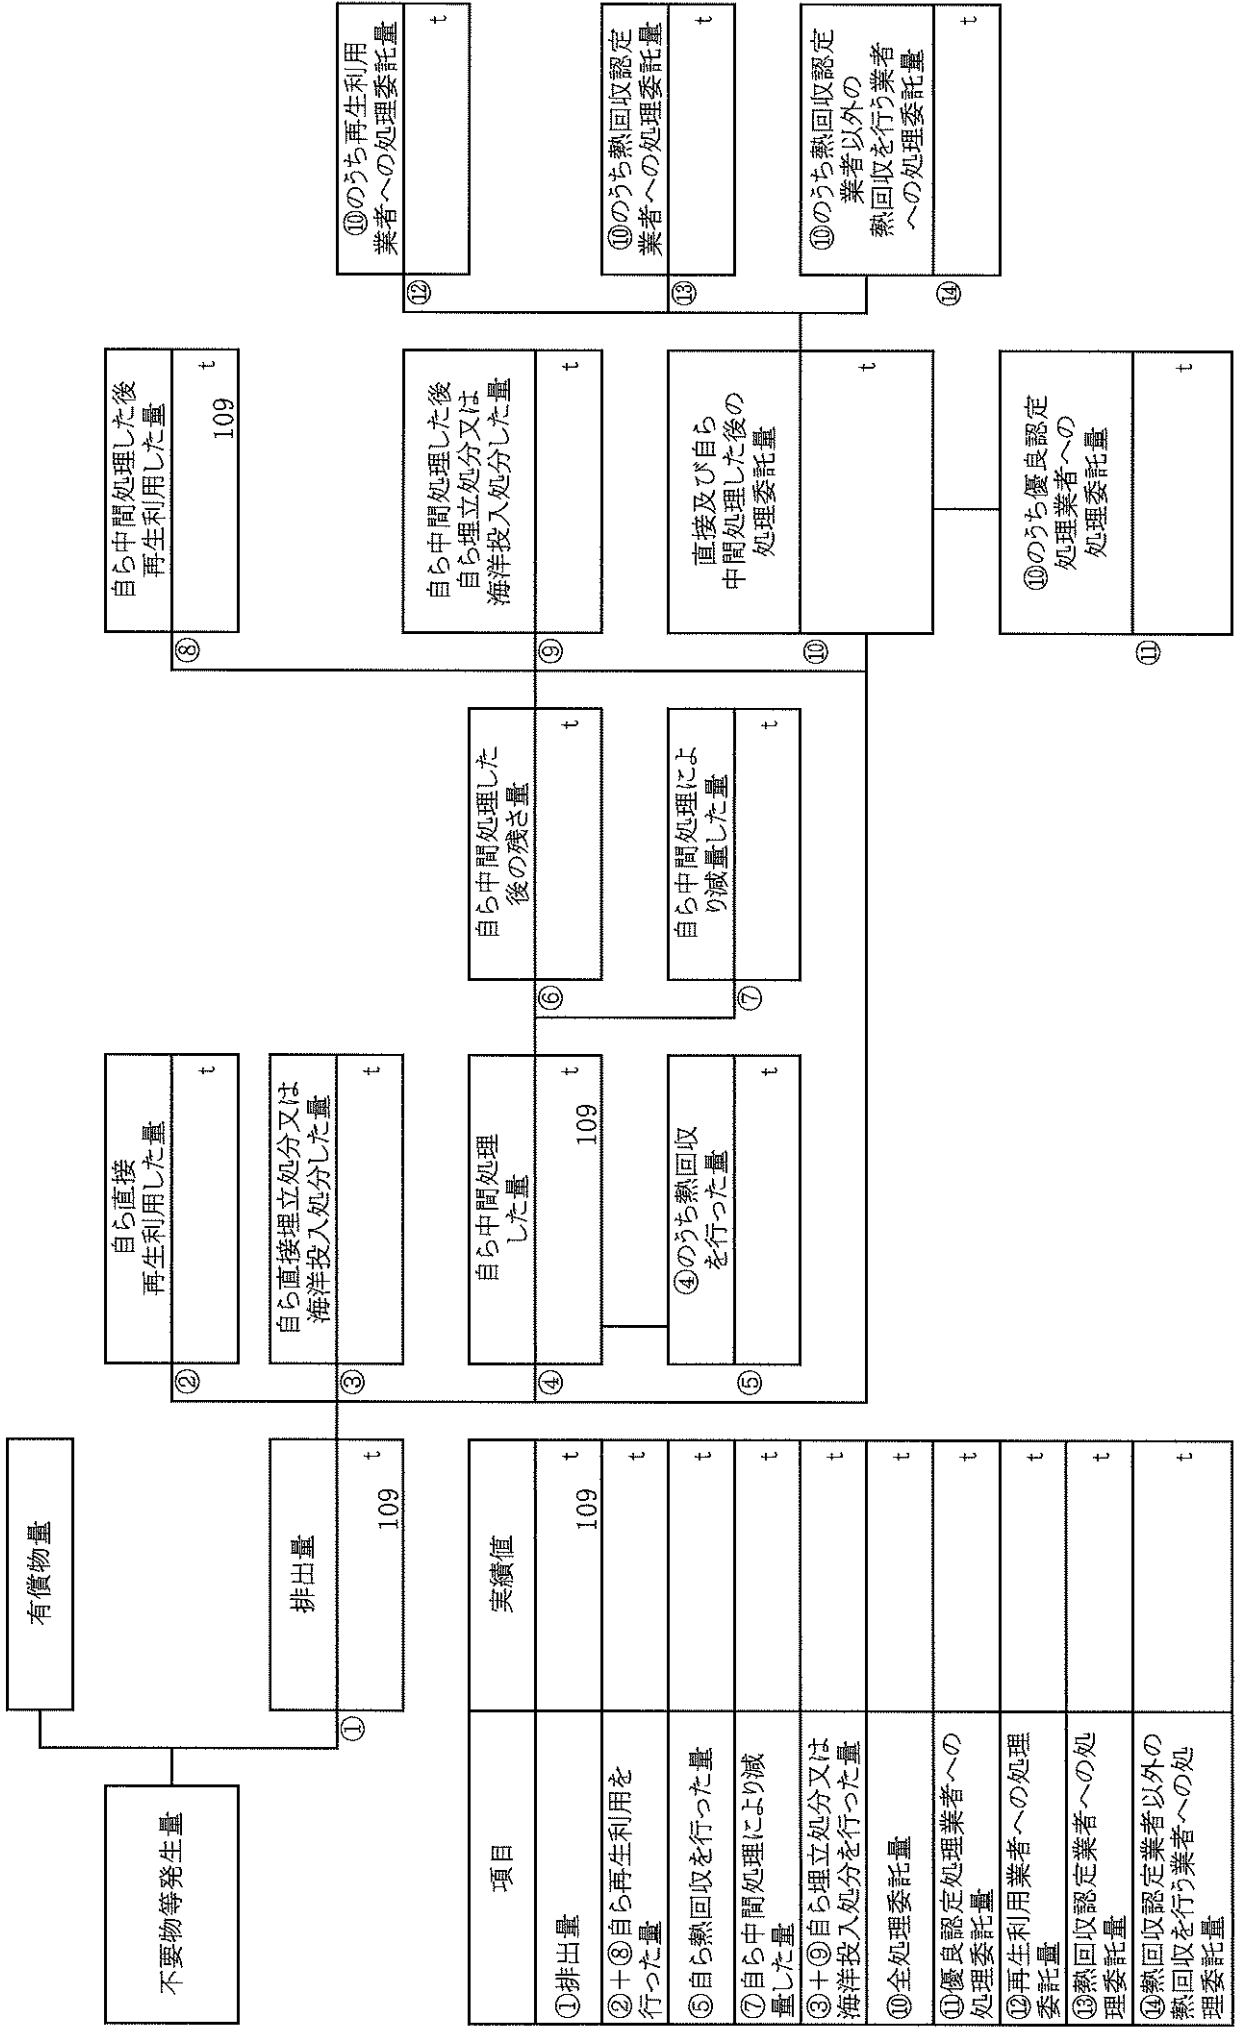 有償物量
不要物等発生量
排出量
①
109 t
自ら直接
再生利用した量
②
t
自ら直接埋立処分又は
海洋投入処分した量
③
t
自ら中間処理
した量
④
109 t
④のうち熱回収
を行った量
⑤
t
自ら中間処理した
後の残さ量
⑥
t
自ら中間処理によ
り減量した量
⑦
t
自ら中間処理した後
再生利用した量
⑧
109 t
自ら中間処理した後
自ら埋立処分又は
海洋投入処分した量
⑨
t
直接及び自ら
中間処理した後の
処理委託量
⑩
t
⑩のうち優良認定
処理業者への
処理委託量
⑪
t
⑩のうち再生利用
業者への処理委託量
⑫
t
⑩のうち熱回収認定
業者への処理委託量
⑬
t
⑩のうち熱回収認定
業者以外の
熱回収を行う業者
への処理委託量
⑭
t
項目 実績値
①排出量 109 t
②+⑧自ら再生利用を
行った量 t
⑤自ら熱回収を行った量 t
⑦自ら中間処理により減
量した量 t
③+⑨自ら埋立処分又は
海洋投入処分を行った量 t
⑩全処理委託量 t
⑪優良認定処理業者への
処理委託量 t
⑫再生利用業者への処理
委託量 t
⑬熱回収認定業者への処
理委託量 t
⑭熱回収認定業者以外の
熱回収を行う業者への処
理委託量 t